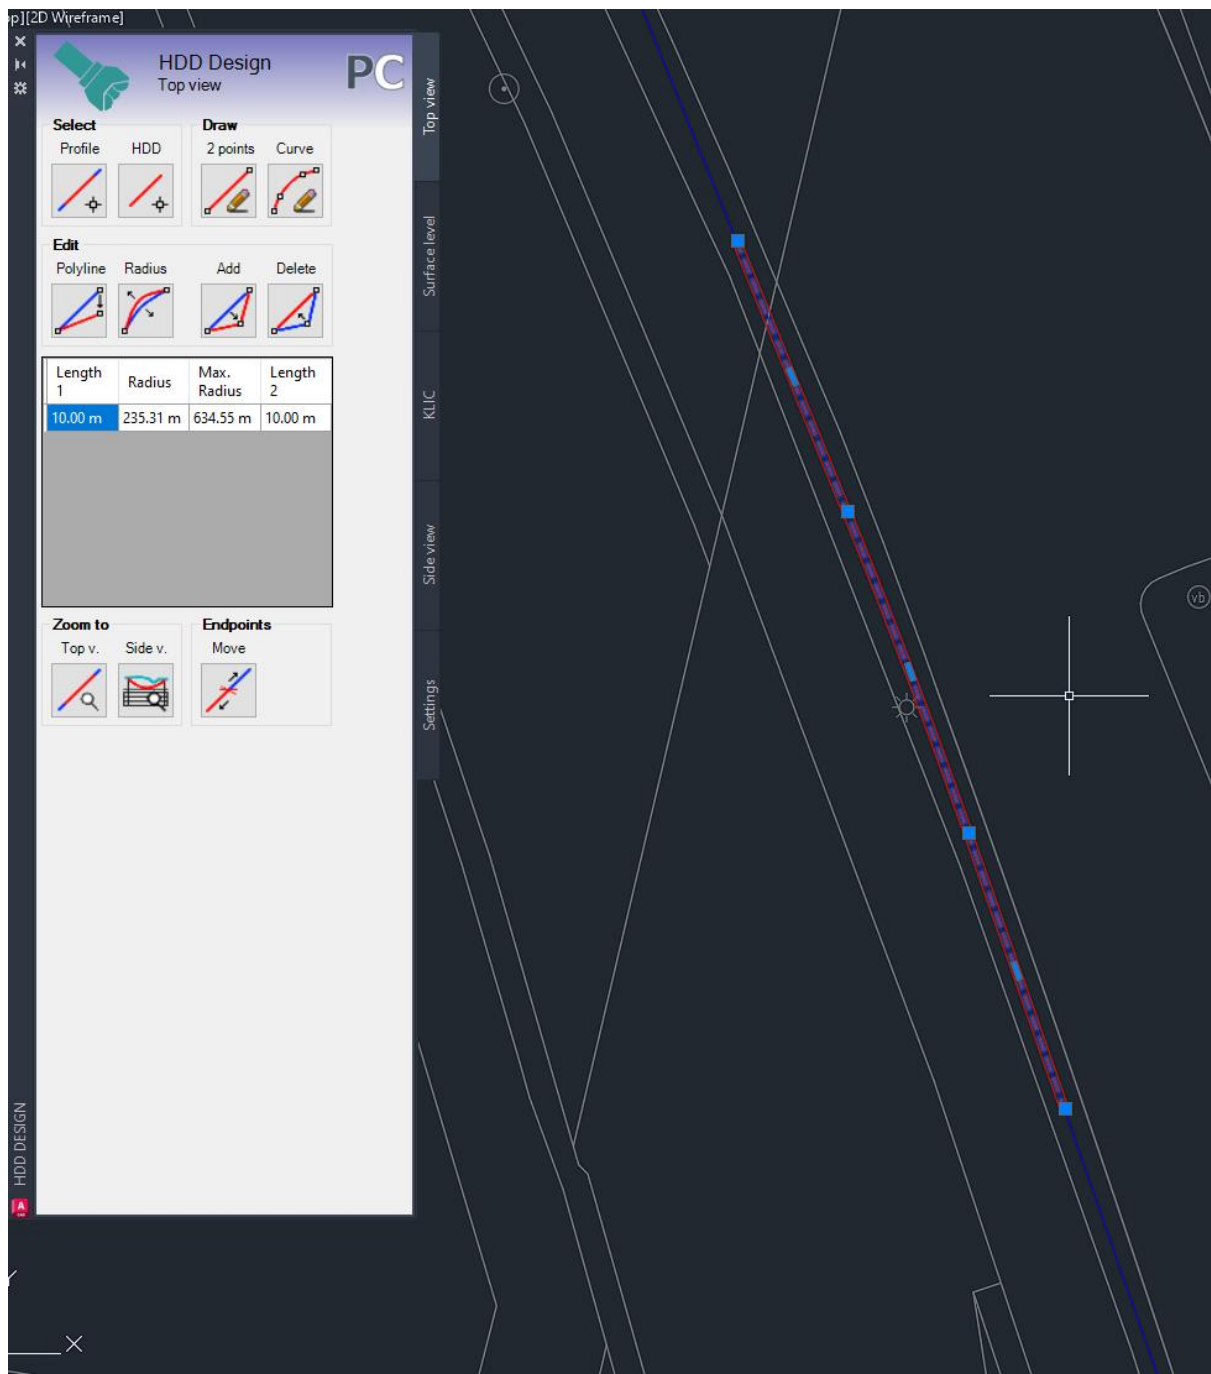 op][2D Wireframe]
HDD Design
Top view
PC
Select
Draw
Profile
HDD
2 points
Curve
Edit
Polyline
Radius
Add
Delete
Length 1
Radius
Max. Radius
Length 2
10.00 m
235.31 m
634.55 m
10.00 m
Zoom to
Endpoints
Top v.
Side v.
Move
Top view
Surface level
KLIC
Side view
Settings
HDD DESIGN
A
vb
Y
X